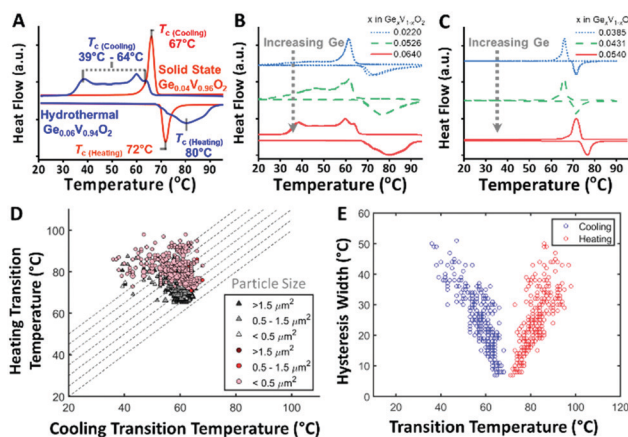 A
Tc (Cooling)
67°C
Tc (Cooling)
39°C - 64°C
Solid State
Ge0.04V0.96O2
Hydrothermal
Ge0.06V0.94O2
Tc (Heating) 72°C
Tc (Heating)
80°C
Heat Flow (a.u.)
20 30 40 50 60 70 80 90
Temperature (°C)
B
x in GexV1-xO2
0.0220
0.0526
0.0640
Increasing Ge
Heat Flow (a.u.)
20 30 40 50 60 70 80 90
Temperature (°C)
C
x in GexV1-xO2
0.0385
0.0431
0.0540
Increasing Ge
Heat Flow (a.u.)
20 30 40 50 60 70 80 90
Temperature (°C)
D
Heating Transition
Temperature (°C)
100
80
60
40
20
Particle Size
>1.5 μm²
0.5 - 1.5 μm²
< 0.5 μm²
>1.5 μm²
0.5 - 1.5 μm²
< 0.5 μm²
20 40 60 80 100
Cooling Transition Temperature (°C)
E
Cooling
Heating
Hysteresis Width (°C)
60
50
40
30
20
10
0
20 40 60 80 100 120
Transition Temperature (°C)